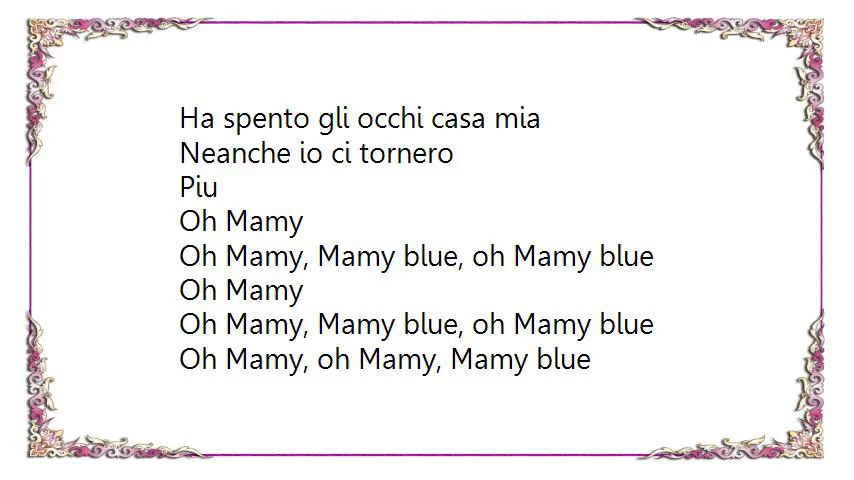 Ha spento gli occhi casa mia
Neanche io ci tornero
Piu
Oh Mamy
Oh Mamy, Mamy blue, oh Mamy blue
Oh Mamy
Oh Mamy, Mamy blue, oh Mamy blue
Oh Mamy, oh Mamy, Mamy blue